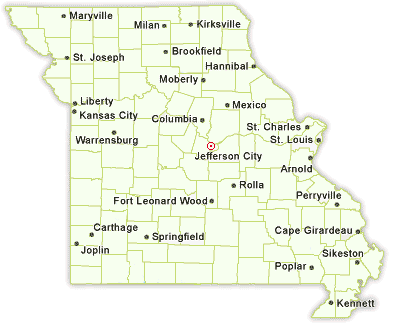 Maryville
Milan
Kirksville
Brookfield
St. Joseph
Hannibal
Moberly
Liberty
Mexico
Kansas City
Columbia
St. Charles
Warrensburg
St. Louis
Jefferson City
Arnold
Rolla
Perryville
Fort Leonard Wood
Carthage
Cape Girardeau
Springfield
Joplin
Sikeston
Poplar
Kennett